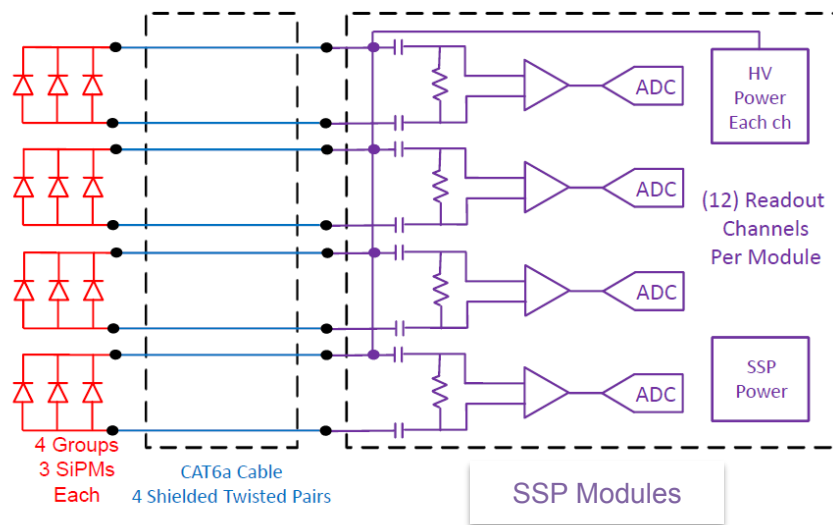 HV
Power
Each ch
ADC
ADC
(12) Readout
Channels
Per Module
ADC
SSP
Power
ADC
4 Groups
3 SiPMs
Each
CAT6a Cable
4 Shielded Twisted Pairs
SSP Modules